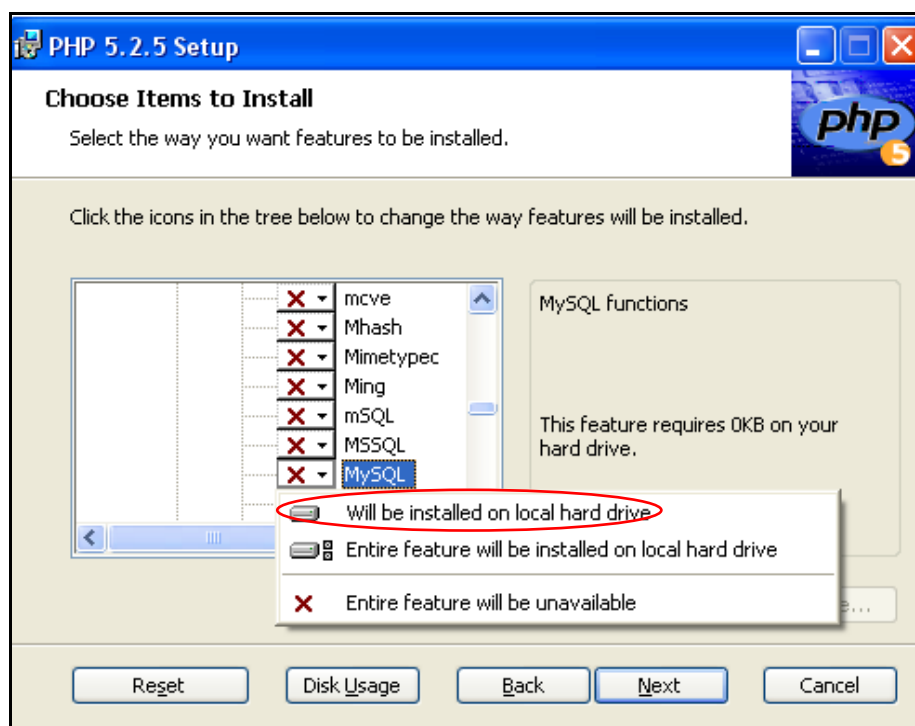 PHP 5.2.5 Setup
Choose Items to Install
Select the way you want features to be installed.
php
5
Click the icons in the tree below to change the way features will be installed.
mcve
Mhash
Mimetypec
Ming
mSQL
MSSQL
MySQL
MySQL functions
This feature requires 0KB on your
hard drive.
Will be installed on local hard drive
Entire feature will be installed on local hard drive
Entire feature will be unavailable
Reset
Disk Usage
Back
Next
Cancel